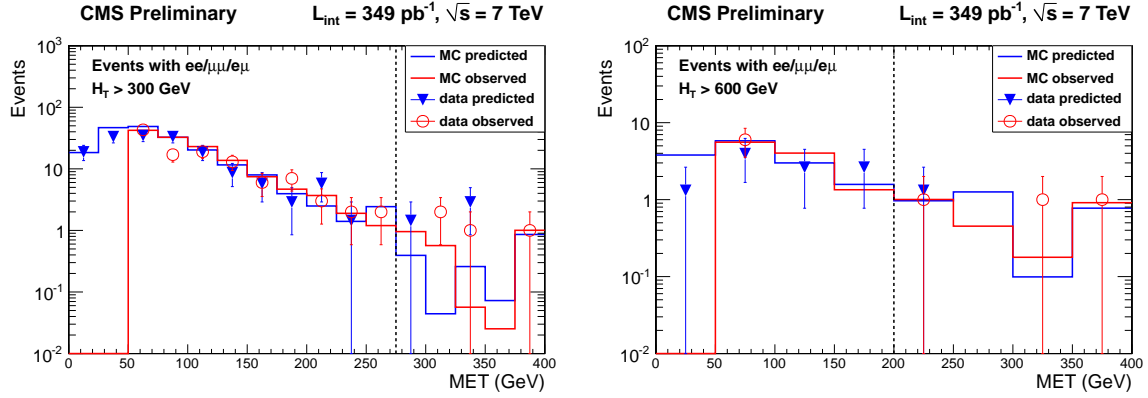 CMS Preliminary
L_int = 349 pb⁻¹, √s = 7 TeV
Events
10³
10²
10
1
10⁻¹
10⁻²
Events with ee/μμ/eμ
H_T > 300 GeV
MC predicted
MC observed
data predicted
data observed
0 50 100 150 200 250 300 350 400
MET (GeV)
CMS Preliminary
L_int = 349 pb⁻¹, √s = 7 TeV
Events
10²
10
1
10⁻¹
10⁻²
Events with ee/μμ/eμ
H_T > 600 GeV
MC predicted
MC observed
data predicted
data observed
0 50 100 150 200 250 300 350 400
MET (GeV)